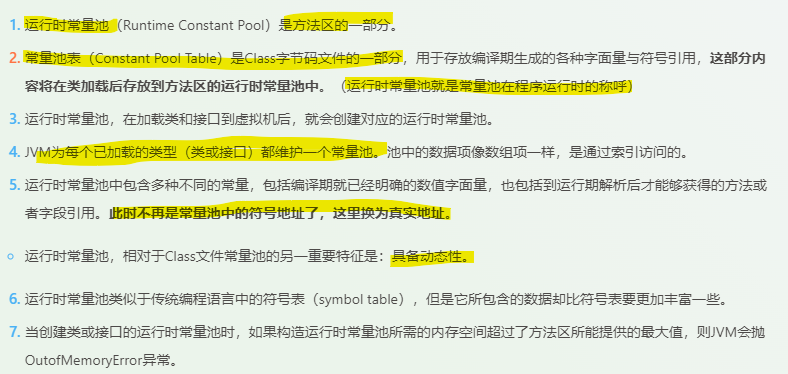 1. 运行时常量池（Runtime Constant Pool）是方法区的一部分。
2. 常量池表（Constant Pool Table）是Class字节码文件的一部分，用于存放编译期生成的各种字面量与符号引用，这部分内
容将在类加载后存放到方法区的运行时常量池中。（运行时常量池就是常量池在程序运行时的称呼）
3. 运行时常量池，在加载类和接口到虚拟机后，就会创建对应的运行时常量池。
4. JVM为每个已加载的类型（类或接口）都维护一个常量池。池中的数据项像数组项一样，是通过索引访问的。
5. 运行时常量池中包含多种不同的常量，包括编译期就已经明确的数值字面量，也包括到运行期解析后才能够获得的方法或
者字段引用。此时不再是常量池中的符号地址了，这里换为真实地址。
运行时常量池，相对于Class文件常量池的另一重要特征是：具备动态性。
6. 运行时常量池类似于传统编程语言中的符号表（symbol table），但是它所包含的数据却比符号表要更加丰富一些。
7. 当创建类或接口的运行时常量池时，如果构造运行时常量池所需的内存空间超过了方法区所能提供的最大值，则JVM会抛
OutofMemoryError异常。